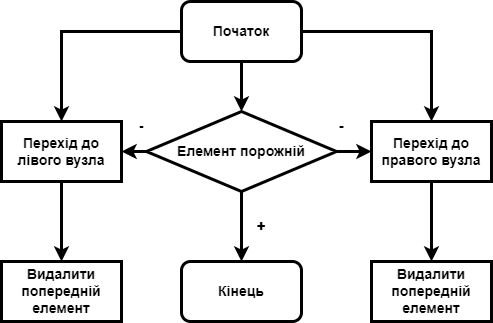 Початок
-
-
Перехід до
лівого вузла
Елемент порожній
Перехід до
правого вузла
+
Видалити
попередній
елемент
Кінець
Видалити
попередній
елемент